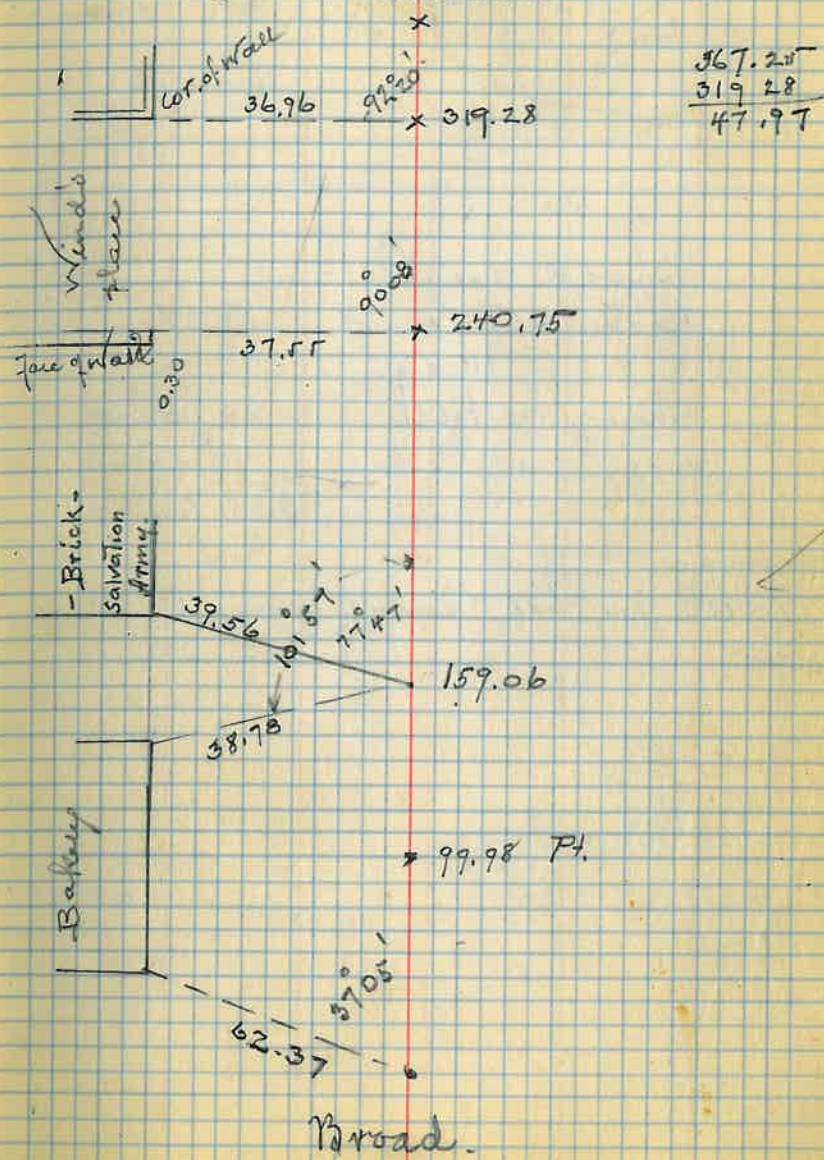 367.25
319 28
47.97
cor. of wall
36.96
92°20'
319.28
Wind's
place
90°08'
240.75
face of wall
37.55
0.30
- Brick -
Salvation
Army.
39.56
101°57'
77°47'
159.06
38.78
Bakery
99.98 Pt.
37°05'
62.37
Broad.